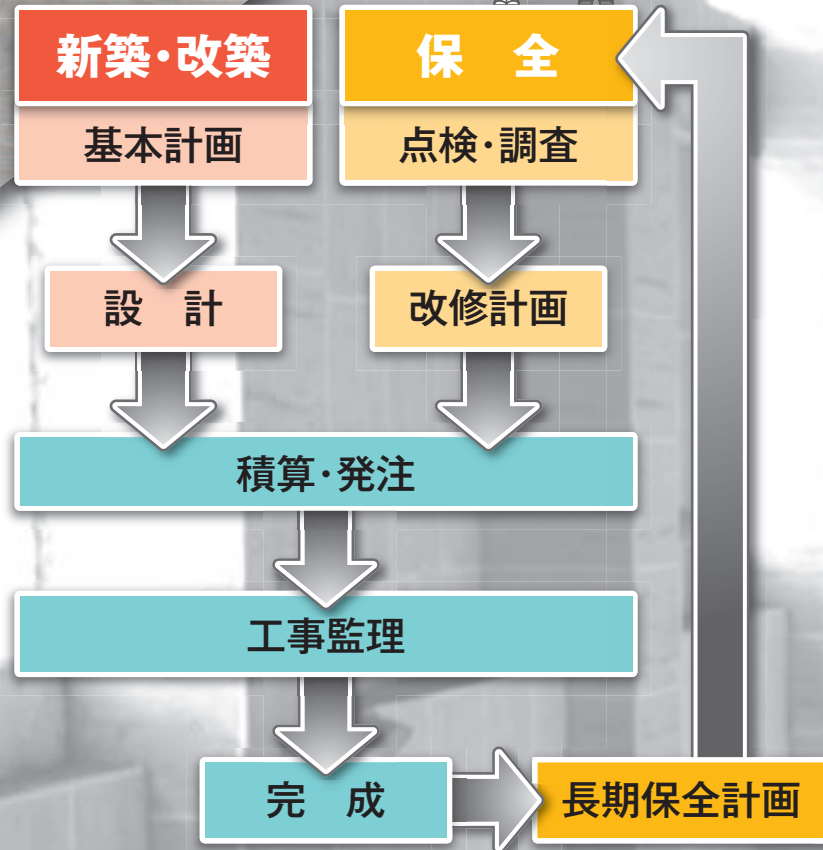 新築・改築
基本計画
設　計
保　全
点検・調査
改修計画
積算・発注
工事監理
完　成
長期保全計画